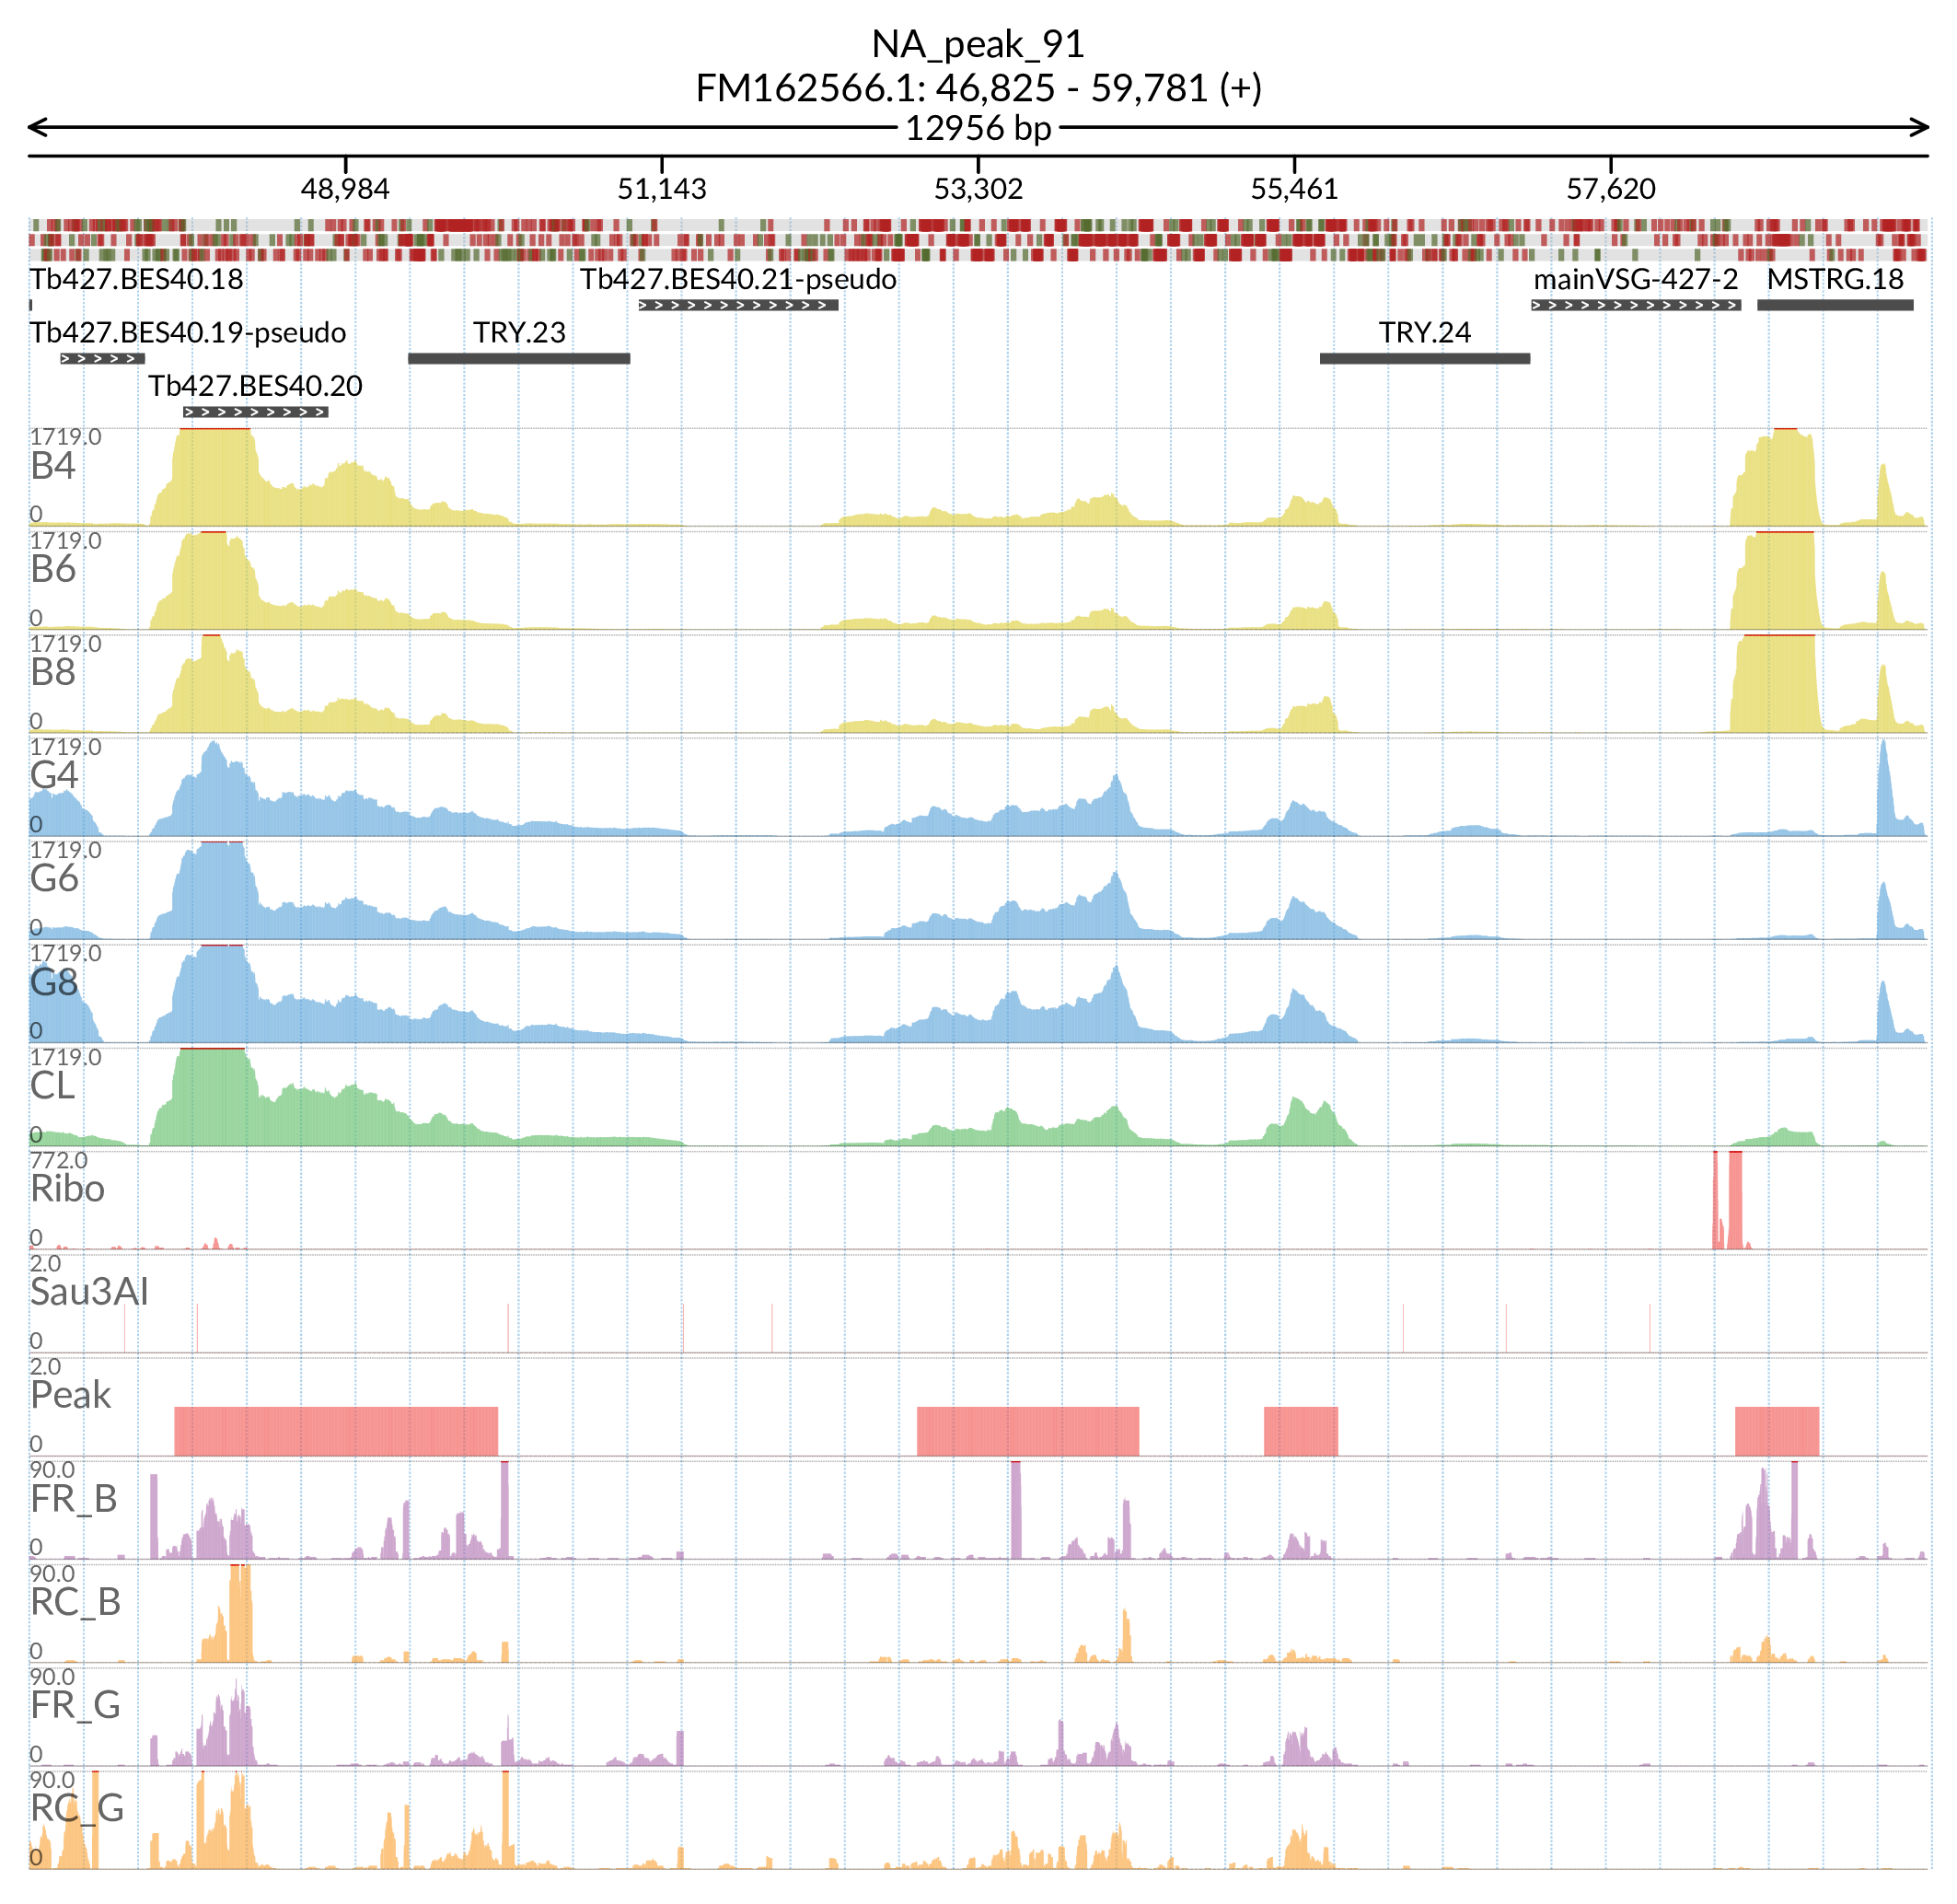 NA_peak_91
FM162566.1: 46,825 - 59,781 (+)
12956 bp
48,984 51,143 53,302 55,461 57,620
Tb427.BES40.18 Tb427.BES40.21-pseudo mainVSG-427-2 MSTRG.18
Tb427.BES40.19-pseudo TRY.23 TRY.24
Tb427.BES40.20
1719.0
B4
0
1719.0
B6
0
1719.0
B8
0
1719.0
G4
0
1719.0
G6
0
1719.0
G8
0
1719.0
CL
0
772.0
Ribo
0
2.0
Sau3AI
0
2.0
Peak
0
90.0
FR_B
0
90.0
RC_B
0
90.0
FR_G
0
90.0
RC_G
0